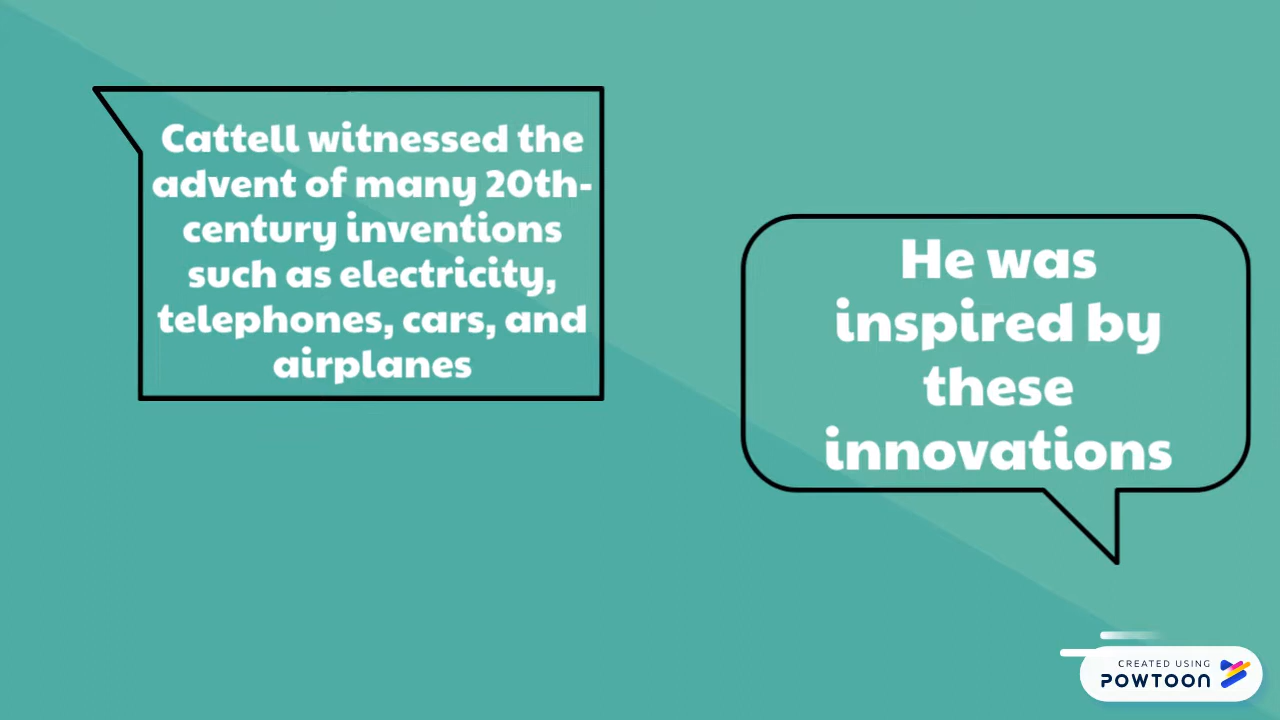 Cattell witnessed the
advent of many 20th-
century inventions
such as electricity,
telephones, cars, and
airplanes
He was
inspired by
these
innovations
CREATED USING
POWTOON